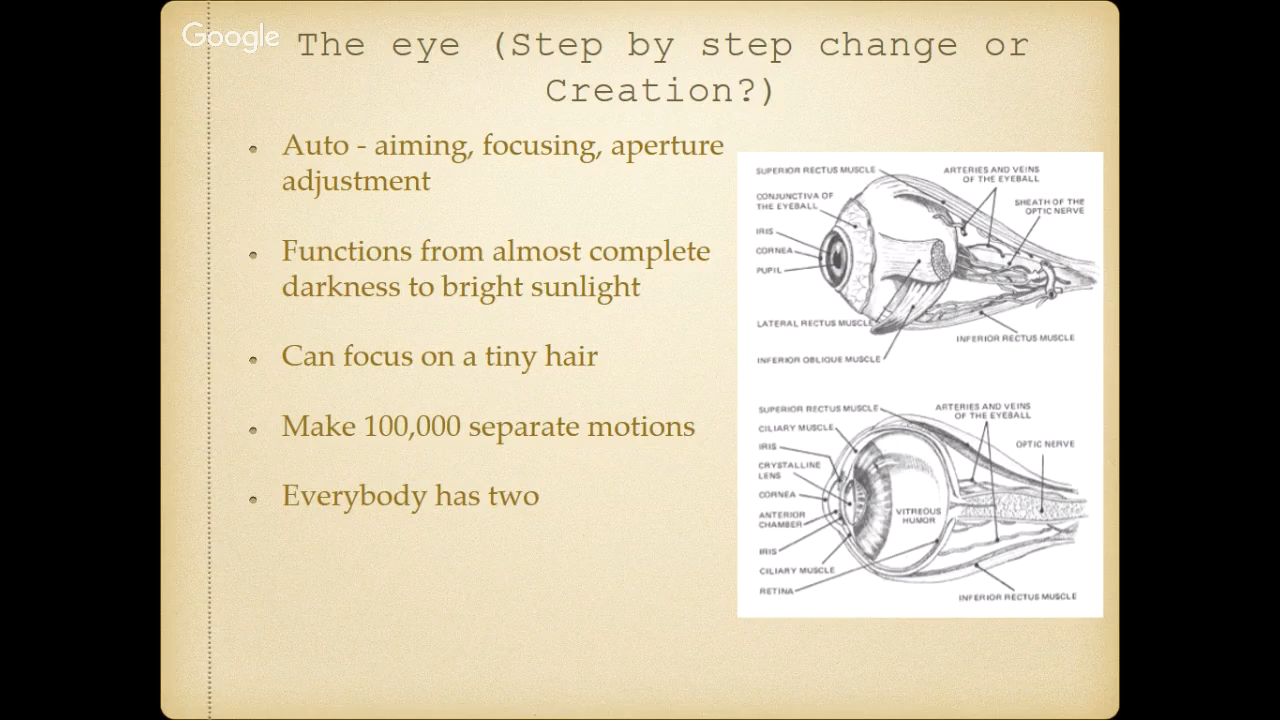 Google
The eye (Step by step change or
Creation?)
• Auto - aiming, focusing, aperture
adjustment
• Functions from almost complete
darkness to bright sunlight
• Can focus on a tiny hair
• Make 100,000 separate motions
• Everybody has two
SUPERIOR RECTUS MUSCLE
ARTERIES AND VEINS
OF THE EYEBALL
CONJUNCTIVA OF
THE EYEBALL
SHEATH OF THE
OPTIC NERVE
IRIS
CORNEA
PUPIL
LATERAL RECTUS MUSCLE
INFERIOR RECTUS MUSCLE
INFERIOR OBLIQUE MUSCLE
SUPERIOR RECTUS MUSCLE
ARTERIES AND VEINS
OF THE EYEBALL
CILIARY MUSCLE
IRIS
OPTIC NERVE
CRYSTALLINE
LENS
CORNEA
ANTERIOR
CHAMBER
VITREOUS
HUMOR
IRIS
CILIARY MUSCLE
RETINA
INFERIOR RECTUS MUSCLE